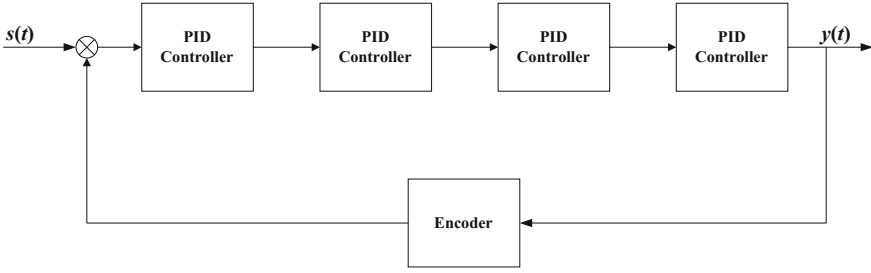 s(t)
PID
Controller
PID
Controller
PID
Controller
PID
Controller
y(t)
Encoder